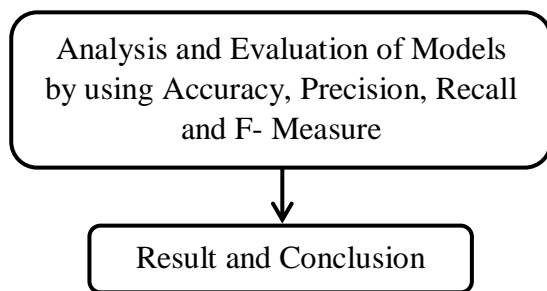 Analysis and Evaluation of Models
by using Accuracy, Precision, Recall
and F- Measure
Result and Conclusion